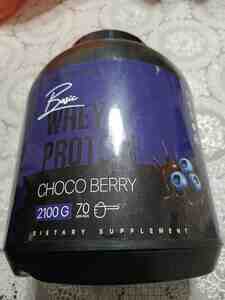 Basic
WHEY
PROTEIN
CHOCO BERRY
2100 G 70
DIETARY SUPPLEMENT